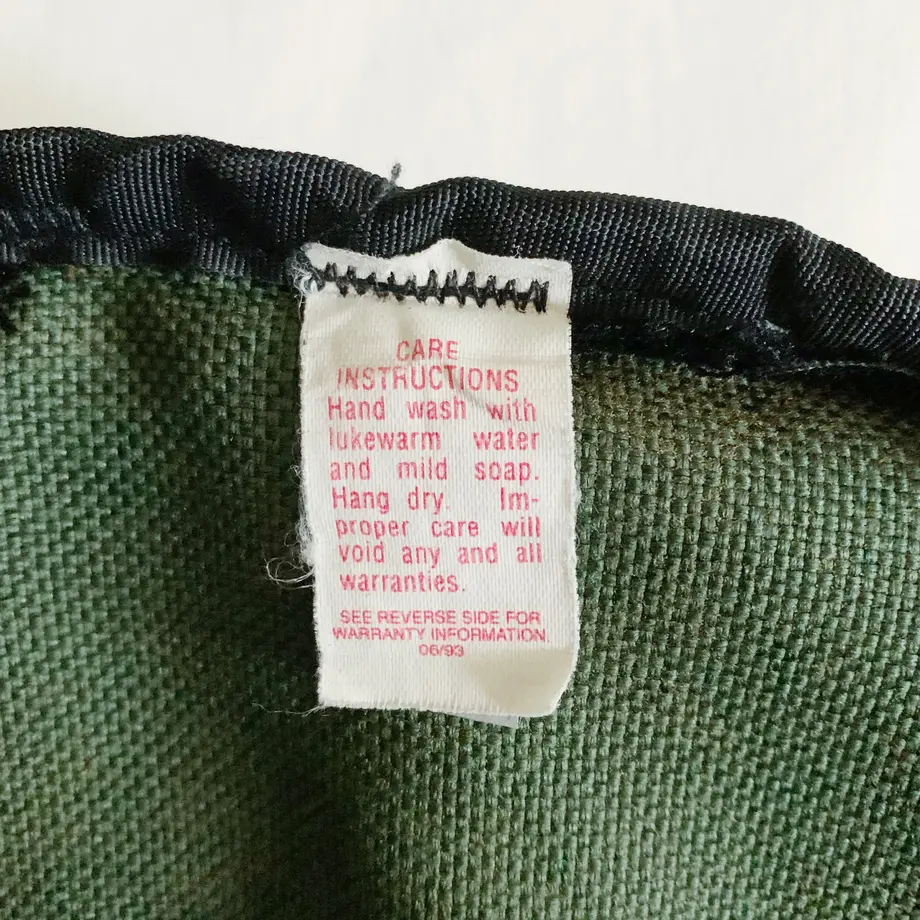 CARE
INSTRUCTIONS
Hand wash with
lukewarm water
and mild soap.
Hang dry. Im-
proper care will
void any and all
warranties.
SEE REVERSE SIDE FOR
WARRANTY INFORMATION.
06/93